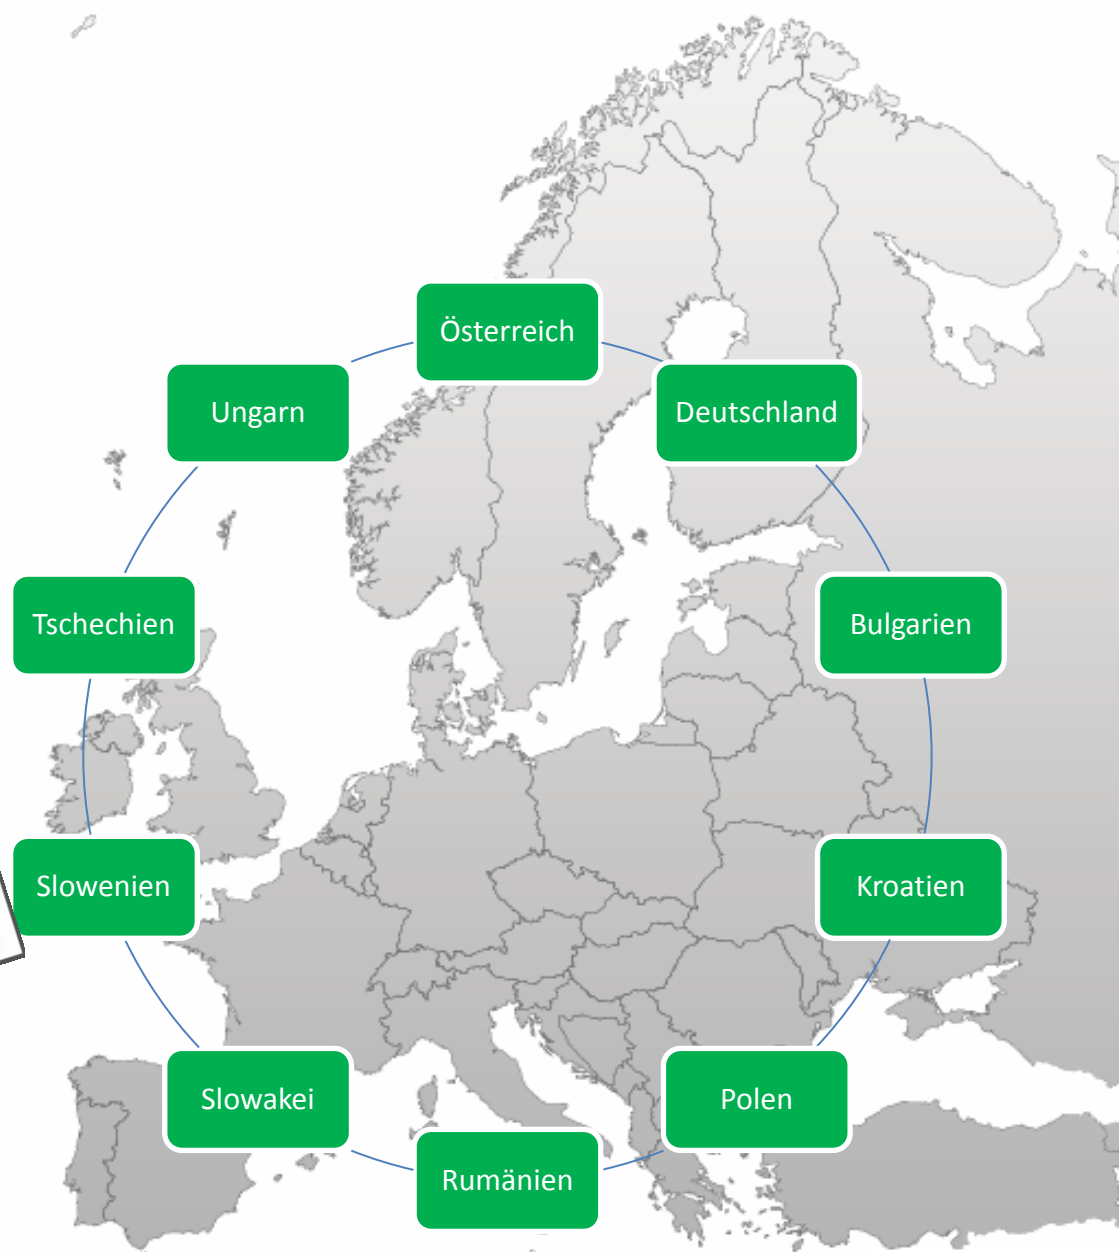 Österreich
Ungarn
Deutschland
Tschechien
Bulgarien
Slowenien
Kroatien
Slowakei
Polen
Rumänien